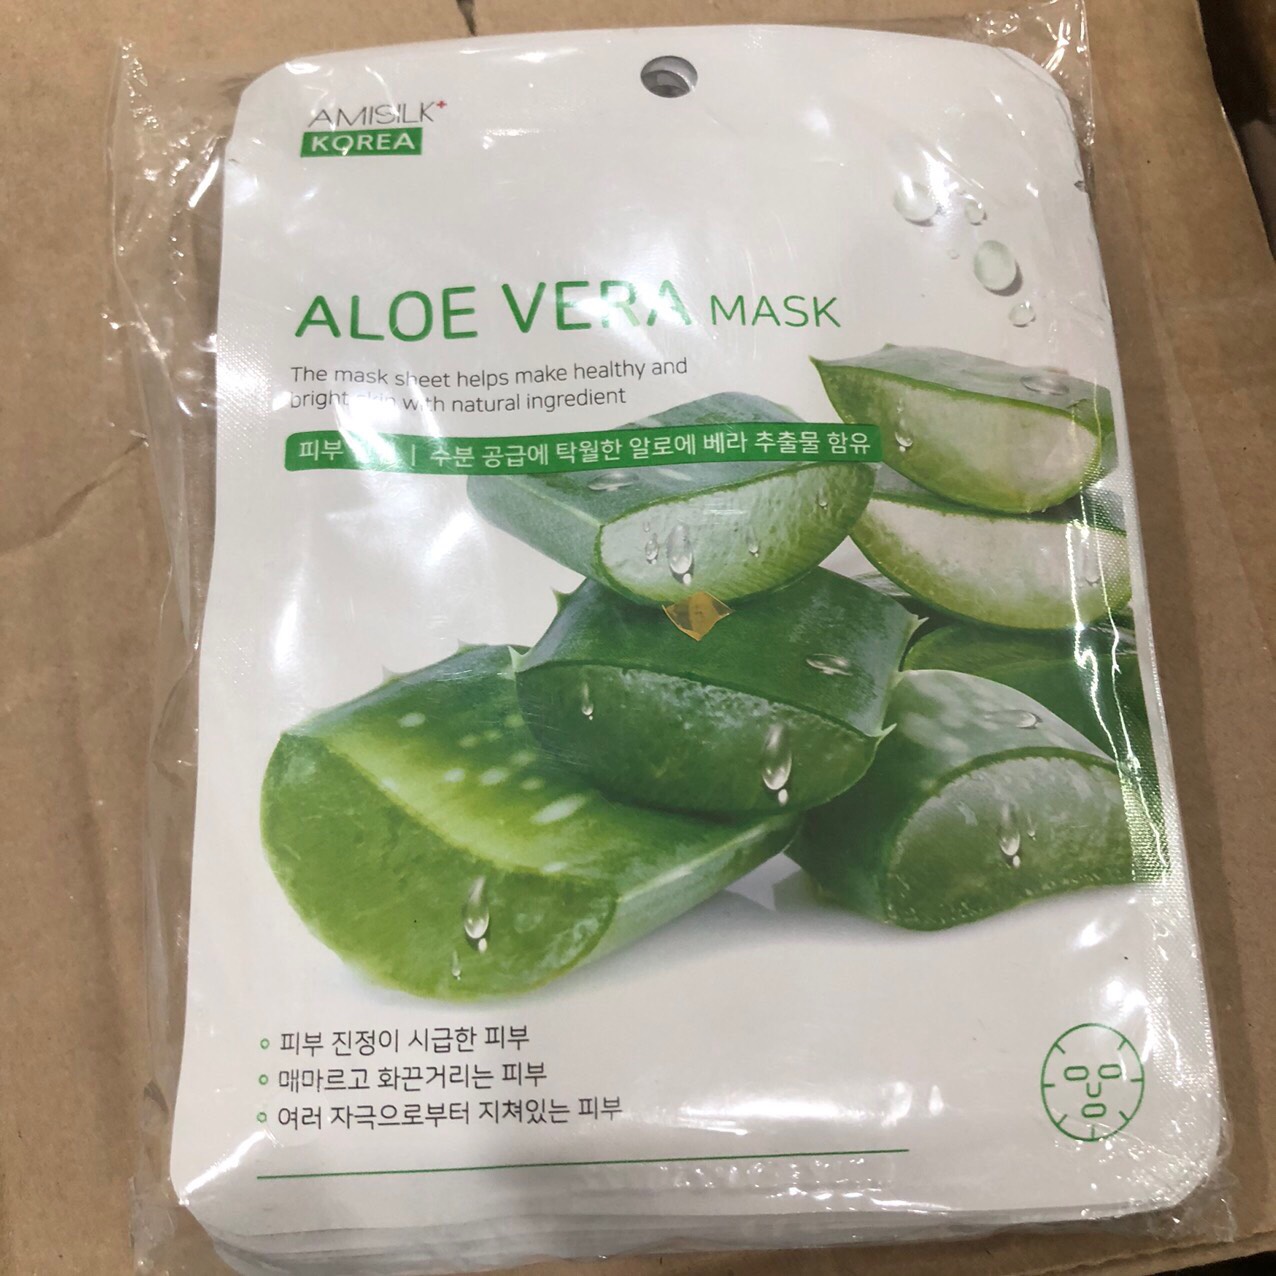 AMISILK+
KOREA
ALOE VERA MASK
The mask sheet helps make healthy and
bright skin with natural ingredient
피부 | 수분 공급에 탁월한 알로에 베라 추출물 함유
피부 진정이 시급한 피부
매마르고 화끈거리는 피부
여러 자극으로부터 지쳐있는 피부